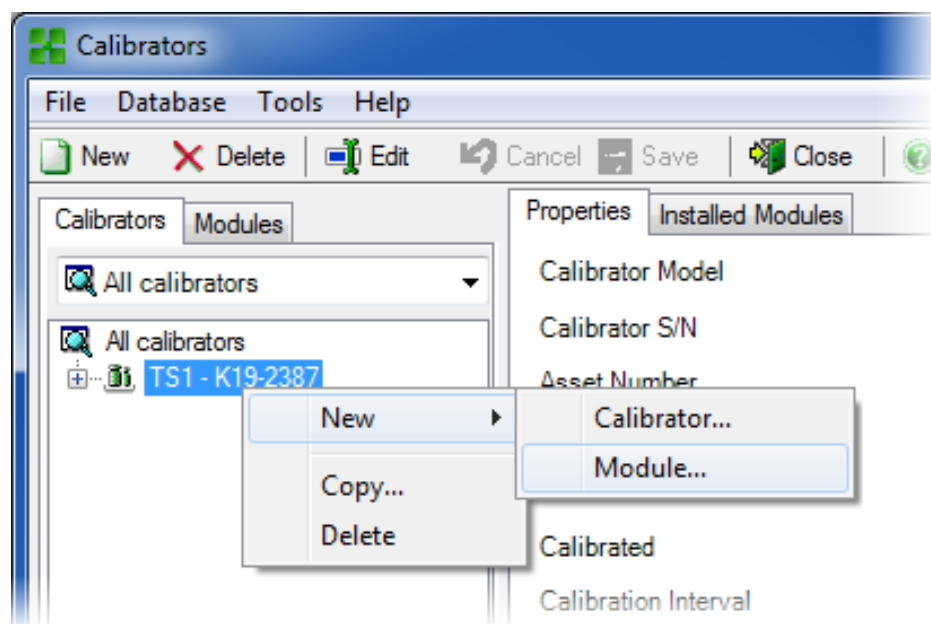 Calibrators
File Database Tools Help
New Delete Edit Cancel Save Close
Calibrators Modules
Properties Installed Modules
All calibrators
Calibrator Model
All calibrators
Calibrator S/N
TS1 - K19-2387
Asset Number
New
Calibrator...
Module...
Copy...
Delete
Calibrated
Calibration Interval